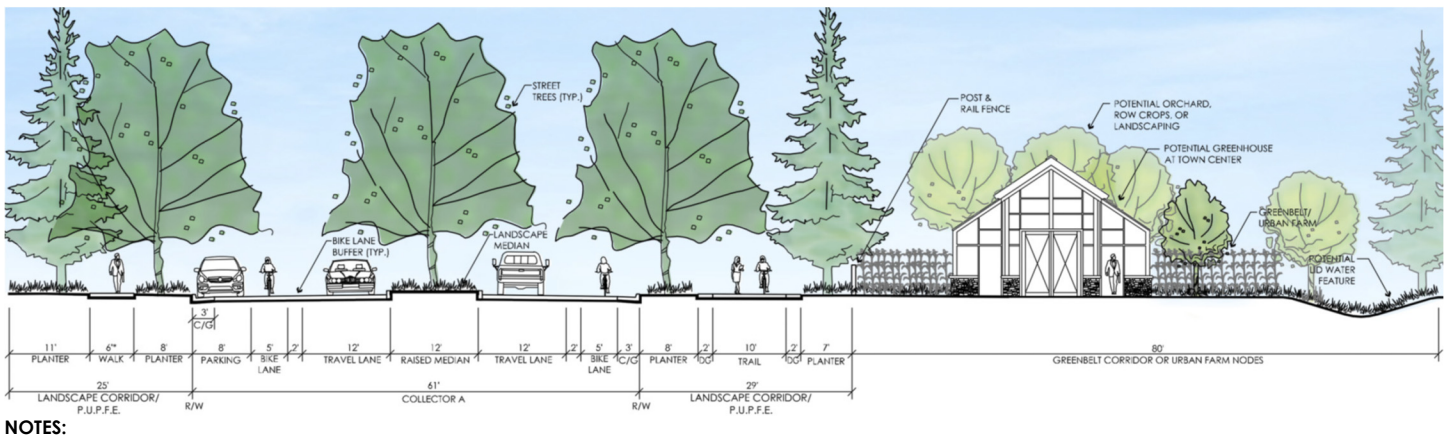 STREET
TREES (TYP.)
POST &
RAIL FENCE
POTENTIAL ORCHARD,
ROW CROPS, OR
LANDSCAPING
POTENTIAL GREENHOUSE
AT TOWN CENTER
BIKE LANE
BUFFER (TYP.)
LANDSCAPE
MEDIAN
GREENBELT/
URBAN FARM
POTENTIAL
LID WATER
FEATURE
3'
C/G
11' 6'* 8' 8' 5' 2' 12' 12' 12' 2' 5' 3' 8' 2' 10' 2' 7' 80'
PLANTER WALK PLANTER PARKING BIKE LANE TRAVEL LANE RAISED MEDIAN TRAVEL LANE BIKE LANE C/G PLANTER DG TRAIL DG PLANTER GREENBELT CORRIDOR OR URBAN FARM NODES
25' 61' 29'
LANDSCAPE CORRIDOR/ COLLECTOR A LANDSCAPE CORRIDOR/
P.U.P.F.E. R/W R/W P.U.P.F.E.
NOTES: